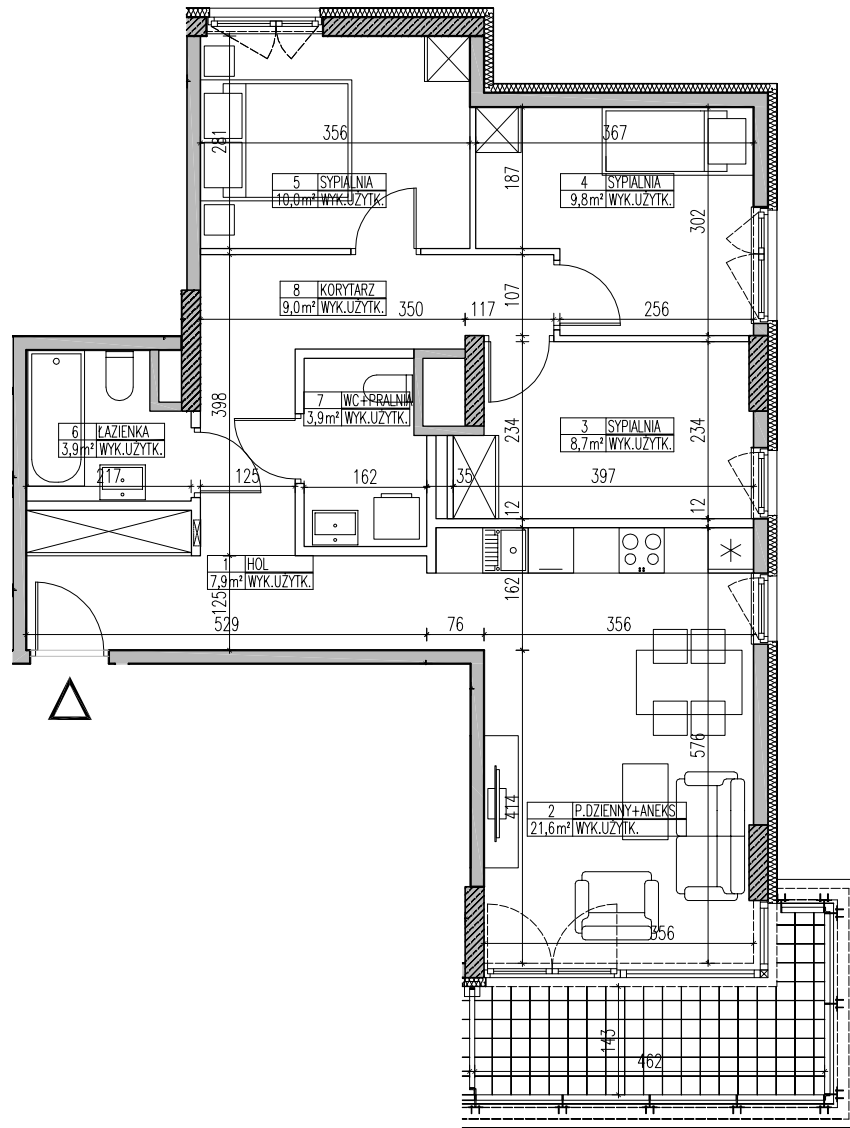 356
281
5 SYPIALNIA
10,0m² WYK.UŻYTK.
367
187
4 SYPIALNIA
9,8m² WYK.UŻYTK.
302
8 KORYTARZ
9,0m² WYK.UŻYTK.
350
117
107
256
398
7 WC+PRALNIA
3,9m² WYK.UŻYTK.
6 ŁAZIENKA
3,9m² WYK.UŻYTK.
234
3 SYPIALNIA
8,7m² WYK.UŻYTK.
234
217
125
162
35
397
12
12
1 HOL
7,9m² WYK.UŻYTK.
125
162
529
76
356
576
414
2 P.DZIENNY+ANEKS
21,6m² WYK.UŻYTK.
356
143
462